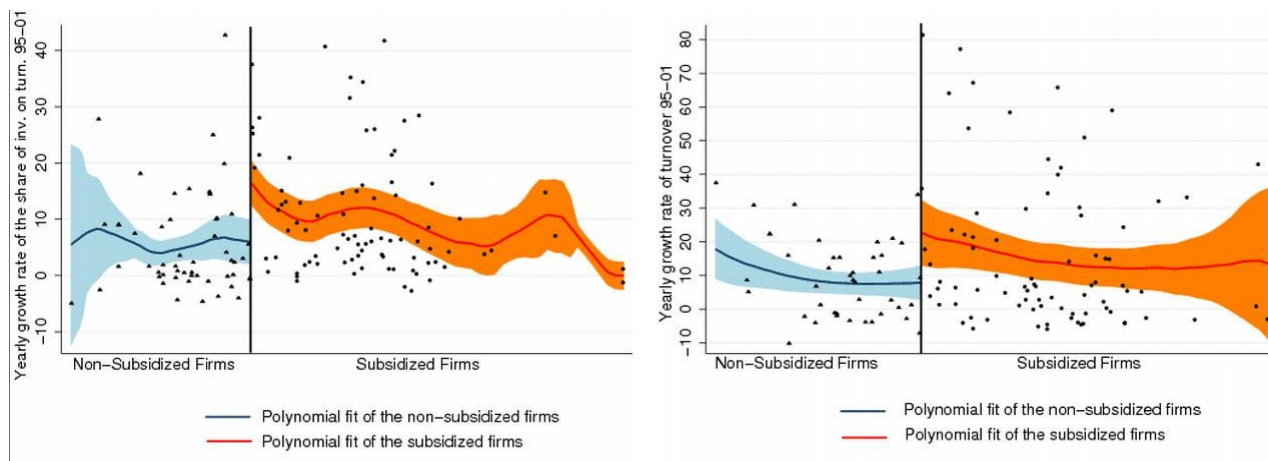 Yearly growth rate of the share of inv. on turn. 95−01
40
30
20
10
0
−10
Non−Subsidized Firms
Subsidized Firms
Polynomial fit of the non−subsidized firms
Polynomial fit of the subsidized firms
Yearly growth rate of turnover 95−01
80
70
60
50
40
30
20
10
0
−10
Non−Subsidized Firms
Subsidized Firms
Polynomial fit of the non−subsidized firms
Polynomial fit of the subsidized firms